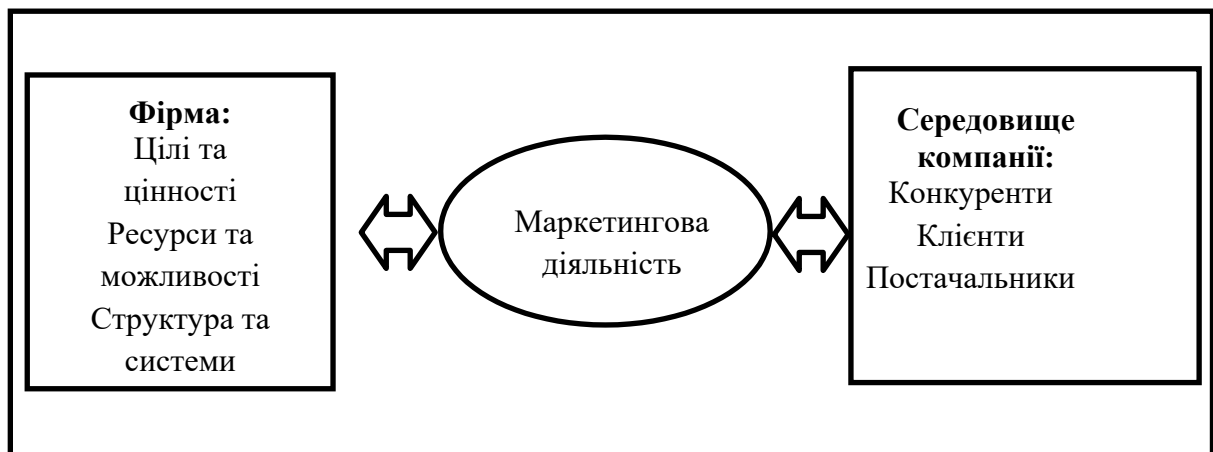 Фірма:
Цілі та
цінності
Ресурси та
можливості
Структура та
системи
Маркетингова
діяльність
Середовище
компанії:
Конкуренти
Клієнти
Постачальники